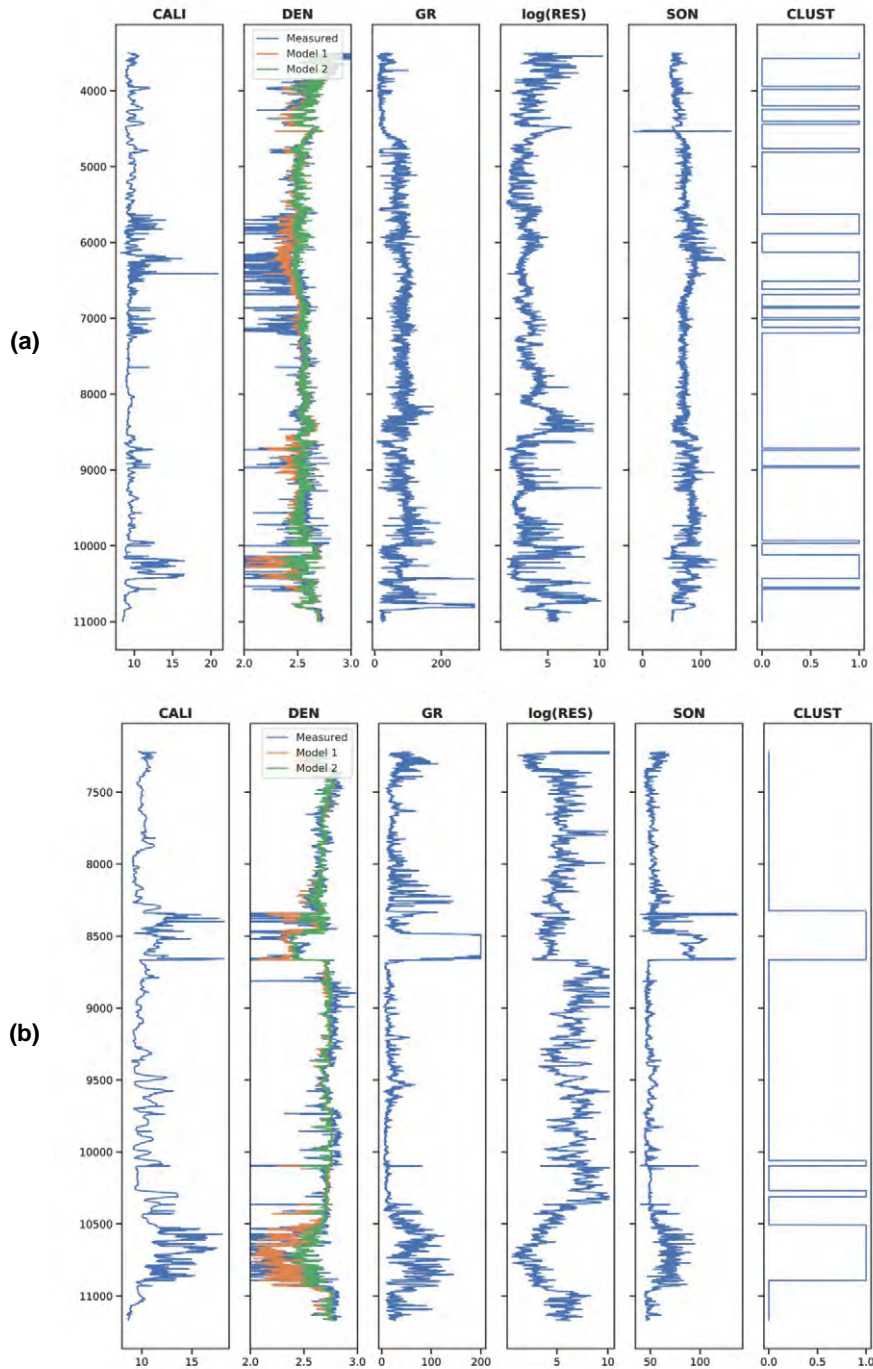 CALI DEN GR log(RES) SON CLUST
Measured
Model 1
Model 2
4000
5000
6000
7000
8000
9000
10000
11000
(a)
10 15 20 2.0 2.5 3.0 0 200 5 10 0 100 0.0 0.5 1.0
CALI DEN GR log(RES) SON CLUST
Measured
Model 1
Model 2
7500
8000
8500
9000
9500
10000
10500
11000
(b)
10 15 2.0 2.5 3.0 0 100 200 5 10 50 100 0.0 0.5 1.0